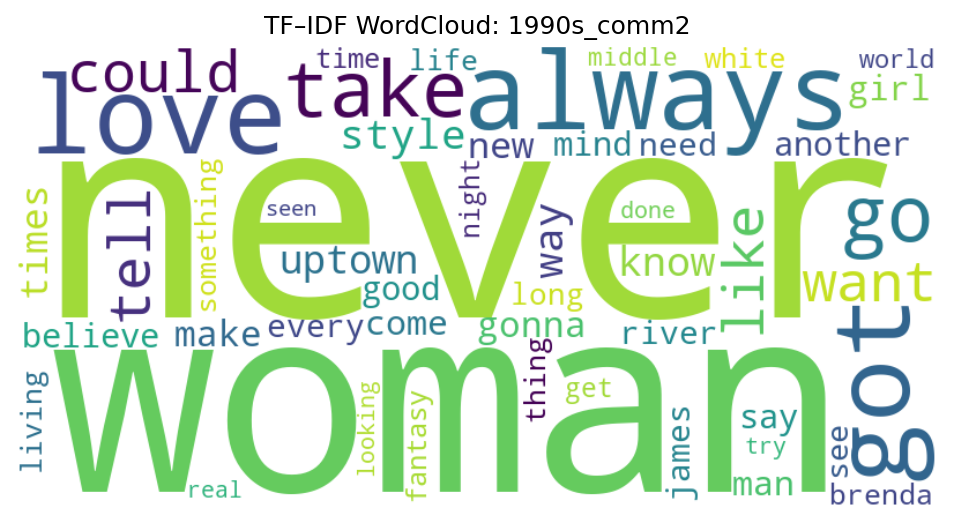 TF–IDF WordCloud: 1990s_comm2
could time life middle white world
love take always girl
style new mind need another
never
times tell something seen night way done like go
uptown good long know want
believe make every come gonna river got
woman
living looking fantasy thing get james say try see
real man brenda